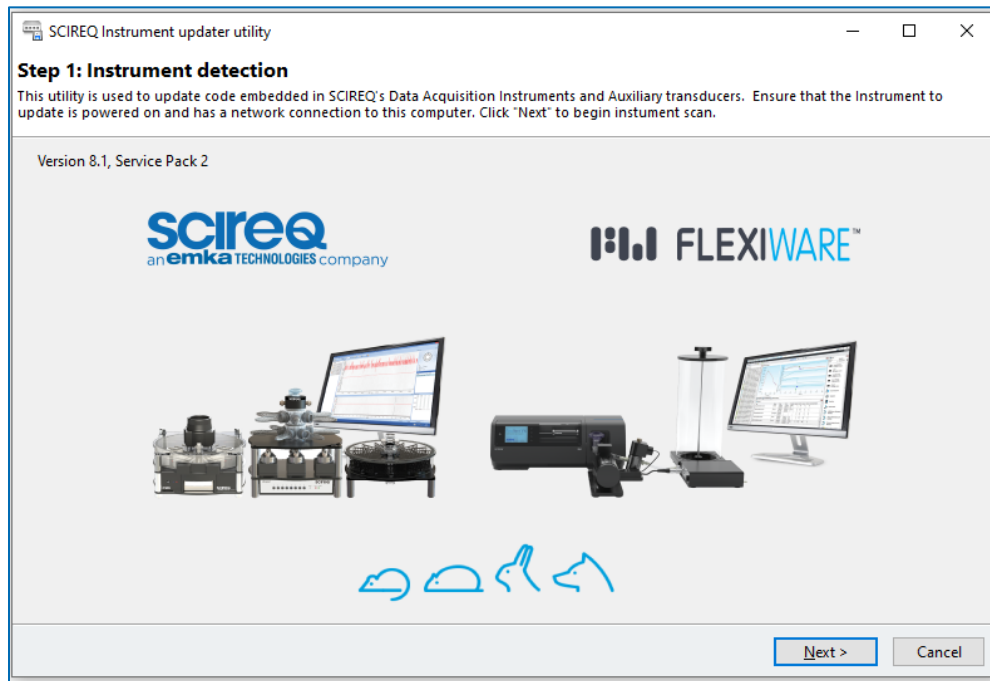 SCIREQ Instrument updater utility
Step 1: Instrument detection
This utility is used to update code embedded in SCIREQ's Data Acquisition Instruments and Auxiliary transducers. Ensure that the Instrument to
update is powered on and has a network connection to this computer. Click "Next" to begin instument scan.
Version 8.1, Service Pack 2
scireq
an emka TECHNOLOGIES company
FLEXIWARE™
Next >
Cancel